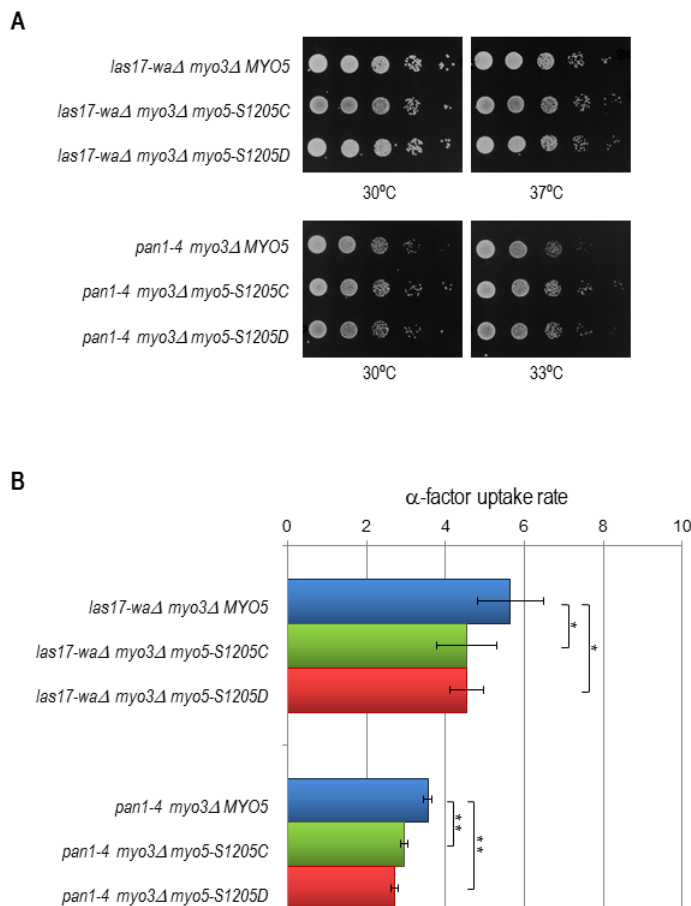 A
las17-waΔ myo3Δ MYO5
las17-waΔ myo3Δ myo5-S1205C
las17-waΔ myo3Δ myo5-S1205D
30ºC 37ºC
pan1-4 myo3Δ MYO5
pan1-4 myo3Δ myo5-S1205C
pan1-4 myo3Δ myo5-S1205D
30ºC 33ºC
B
α-factor uptake rate
0 2 4 6 8 10
las17-waΔ myo3Δ MYO5
las17-waΔ myo3Δ myo5-S1205C
las17-waΔ myo3Δ myo5-S1205D
* *
pan1-4 myo3Δ MYO5
pan1-4 myo3Δ myo5-S1205C
pan1-4 myo3Δ myo5-S1205D
** **